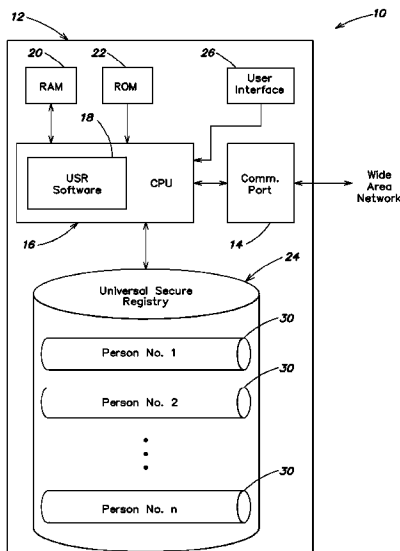 12
10
20
22
26
RAM
ROM
User
Interface
18
USR
Software
CPU
Comm.
Port
Wide
Area
Network
16
14
24
Universal Secure
Registry
30
Person No. 1
30
Person No. 2
30
Person No. n